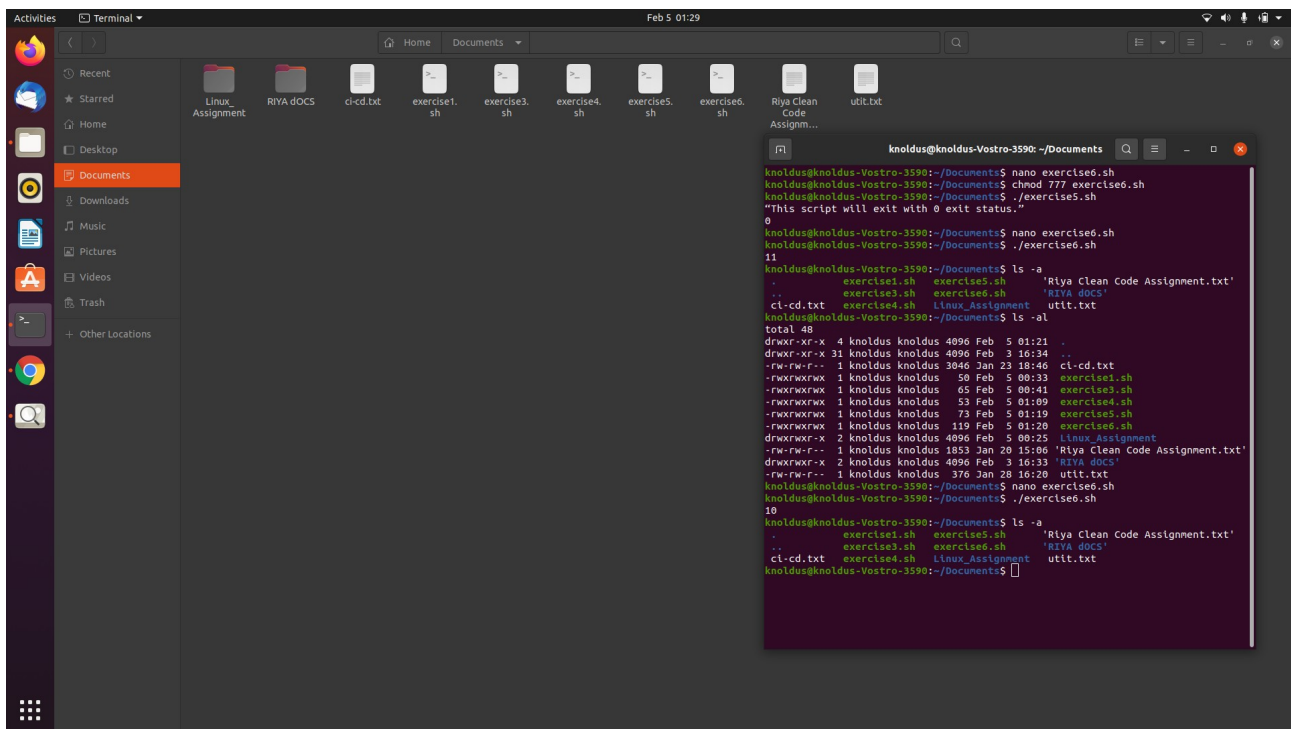 Activities Terminal Feb 5 01:29
Home Documents
Recent
Starred
Home
Desktop
Documents
Downloads
Music
Pictures
Videos
Trash
+ Other Locations
Linux_
Assignment
RIYA dOCS
ci-cd.txt
exercise1.
sh
exercise3.
sh
exercise4.
sh
exercise5.
sh
exercise6.
sh
Riya Clean
Code
Assignm...
utit.txt
knoldus@knoldus-Vostro-3590: ~/Documents
knoldus@knoldus-Vostro-3590:~/Documents$ nano exercise6.sh
knoldus@knoldus-Vostro-3590:~/Documents$ chmod 777 exercise6.sh
knoldus@knoldus-Vostro-3590:~/Documents$ ./exercise5.sh
“This script will exit with 0 exit status.”
0
knoldus@knoldus-Vostro-3590:~/Documents$ nano exercise6.sh
knoldus@knoldus-Vostro-3590:~/Documents$ ./exercise6.sh
11
knoldus@knoldus-Vostro-3590:~/Documents$ ls -a
. exercise1.sh exercise5.sh 'Riya Clean Code Assignment.txt'
.. exercise3.sh exercise6.sh 'RIYA dOCS'
ci-cd.txt exercise4.sh Linux_Assignment utit.txt
knoldus@knoldus-Vostro-3590:~/Documents$ ls -al
total 48
drwxr-xr-x 4 knoldus knoldus 4096 Feb 5 01:21 .
drwxr-xr-x 31 knoldus knoldus 4096 Feb 3 16:34 ..
-rw-rw-r-- 1 knoldus knoldus 3046 Jan 23 18:46 ci-cd.txt
-rwxrwxrwx 1 knoldus knoldus 50 Feb 5 00:33 exercise1.sh
-rwxrwxrwx 1 knoldus knoldus 65 Feb 5 00:41 exercise3.sh
-rwxrwxrwx 1 knoldus knoldus 53 Feb 5 01:09 exercise4.sh
-rwxrwxrwx 1 knoldus knoldus 73 Feb 5 01:19 exercise5.sh
-rwxrwxrwx 1 knoldus knoldus 119 Feb 5 01:20 exercise6.sh
drwxrwxr-x 2 knoldus knoldus 4096 Feb 5 00:25 Linux_Assignment
-rw-rw-r-- 1 knoldus knoldus 1853 Jan 20 15:06 'Riya Clean Code Assignment.txt'
drwxrwxr-x 2 knoldus knoldus 4096 Feb 3 16:33 'RIYA dOCS'
-rw-rw-r-- 1 knoldus knoldus 376 Jan 28 16:20 utit.txt
knoldus@knoldus-Vostro-3590:~/Documents$ nano exercise6.sh
knoldus@knoldus-Vostro-3590:~/Documents$ ./exercise6.sh
10
knoldus@knoldus-Vostro-3590:~/Documents$ ls -a
. exercise1.sh exercise5.sh 'Riya Clean Code Assignment.txt'
.. exercise3.sh exercise6.sh 'RIYA dOCS'
ci-cd.txt exercise4.sh Linux_Assignment utit.txt
knoldus@knoldus-Vostro-3590:~/Documents$